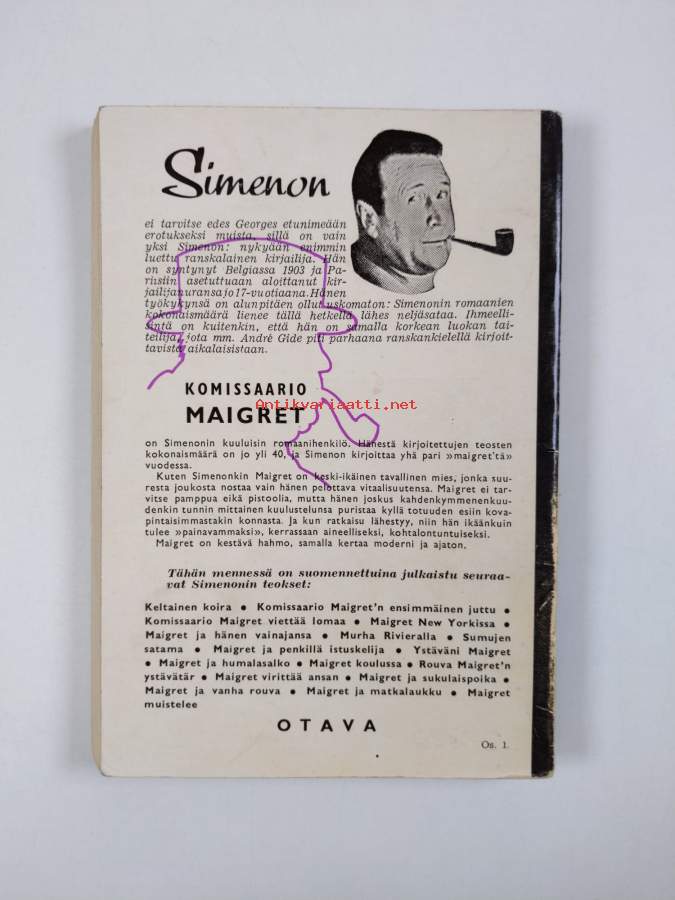 Simenon
ei tarvitse edes Georges etunimeään
erotukseksi muista, sillä on vain
yksi Simenon: nykyään enimmin
luettu ranskalainen kirjailija. Hän
on syntynyt Belgiassa 1903 ja Pa-
riisiin asetuttuaan aloittanut kir-
jailijanuransa jo 17-vuotiaana. Hänen
työkykynsä on alunpitäen ollut uskomaton: Simenonin romaanien
kokonaismäärä lienee tällä hetkellä lähes neljäsataa. Ihmeelli-
sintä on kuitenkin, että hän on samalla korkean luokan tai-
teilija, jota mm. André Gide piti parhaana ranskankielellä kirjoit-
tavista aikalaisistaan.
KOMISSAARIO
MAIGRET
Antikvariaatti.net
on Simenonin kuuluisin romaanihenkilö. Hänestä kirjoitettujen teosten
kokonaismäärä on jo yli 40, ja Simenon kirjoittaa yhä pari »maigret'tä»
vuodessa.
Kuten Simenonkin Maigret on keski-ikäinen tavallinen mies, jonka suu-
resta joukosta nostaa vain hänen pelottava vitaalisuutensa. Maigret ei tar-
vitse pamppua eikä pistoolia, mutta hänen joskus kahdenkymmenenkuu-
denkin tunnin mittainen kuulustelunsa puristaa kyllä totuuden esiin kova-
pintaisimmastakin konnasta. Ja kun ratkaisu lähestyy, niin hän ikäänkuin
tulee »painavammaksi», kerrassaan aineelliseksi, kohtalontuntuiseksi.
Maigret on kestävä hahmo, samalla kertaa moderni ja ajaton.
Tähän mennessä on suomennettuina julkaistu seuraa-
vat Simenonin teokset:
Keltainen koira ● Komissaario Maigret'n ensimmäinen juttu ●
Komissaario Maigret viettää lomaa ● Maigret New Yorkissa ●
Maigret ja hänen vainajansa ● Murha Rivieralla ● Sumujen
satama ● Maigret ja penkillä istuskelija ● Ystäväni Maigret
● Maigret ja humalasalko ● Maigret koulussa ● Rouva Maigret'n
ystävätär ● Maigret virittää ansan ● Maigret ja sukulaispoika ●
Maigret ja vanha rouva ● Maigret ja matkalaukku ● Maigret
muistelee
OTAVA
Os. 1.